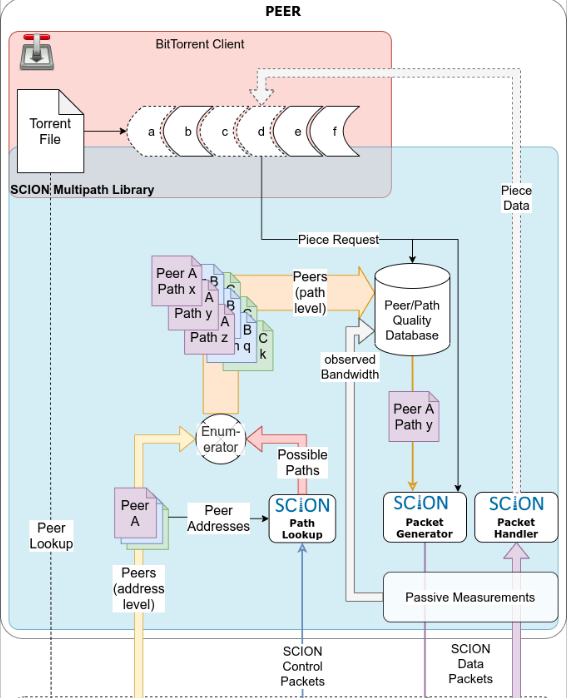 PEER
BitTorrent Client
Torrent
File
a
b
c
d
e
f
SCION Multipath Library
Piece
Data
Piece Request
Peer A
Path x
B
C
A
Path y
B
C
A
Path z
B
n q
C
k
Peers
(path
level)
Peer/Path
Quality
Database
observed
Bandwidth
Peer A
Path y
Enum-
erator
Possible
Paths
Peer
A
Peer
Addresses
SCION
Path
Lookup
SCION
Packet
Generator
SCION
Packet
Handler
Peer
Lookup
Peers
(address
level)
Passive Measurements
SCION
Control
Packets
SCION
Data
Packets